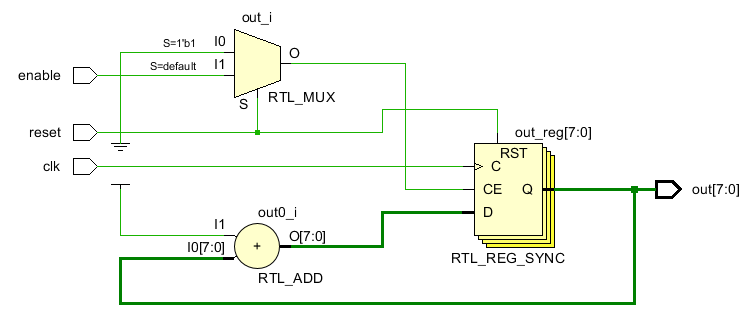 out_i
S=1'b1
I0
O
S=default
I1
enable
S
RTL_MUX
reset
out_reg[7:0]
RST
clk
C
CE
Q
out[7:0]
D
out0_i
I1
O[7:0]
I0[7:0]
+
RTL_REG_SYNC
RTL_ADD